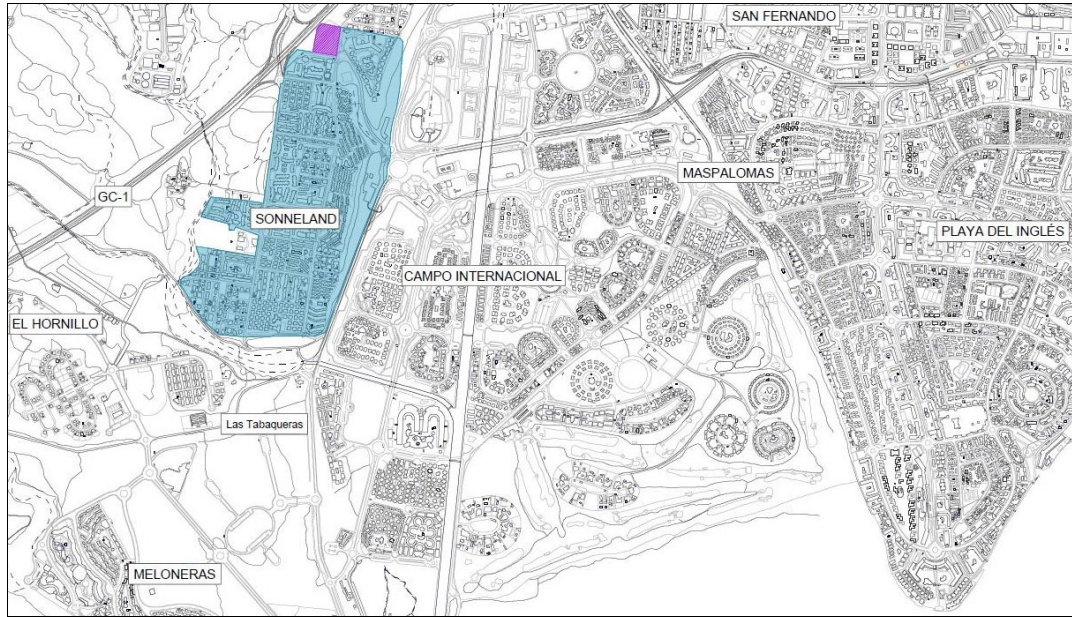 SAN FERNANDO
MASPALOMAS
GC-1
SONNELAND
PLAYA DEL INGLÉS
CAMPO INTERNACIONAL
EL HORNILLO
Las Tabaqueras
MELONERAS